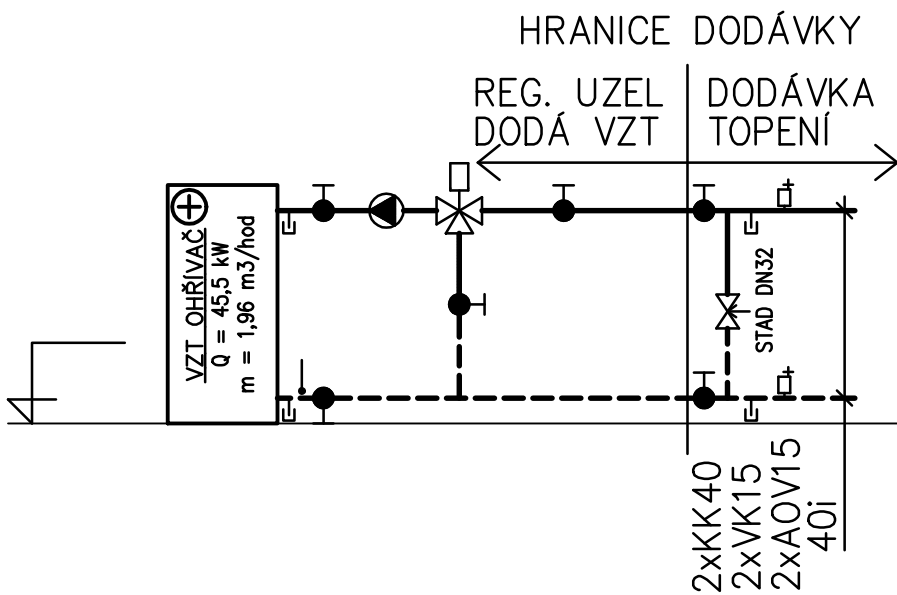 HRANICE DODÁVKY
REG. UZEL
DODÁ VZT
DODÁVKA
TOPENÍ
VZT OHŘÍVAČ
Q = 45,5 kW
m = 1,96 m3/hod
STAD DN32
2xKK40
2xVK15
2xAOV15
40i